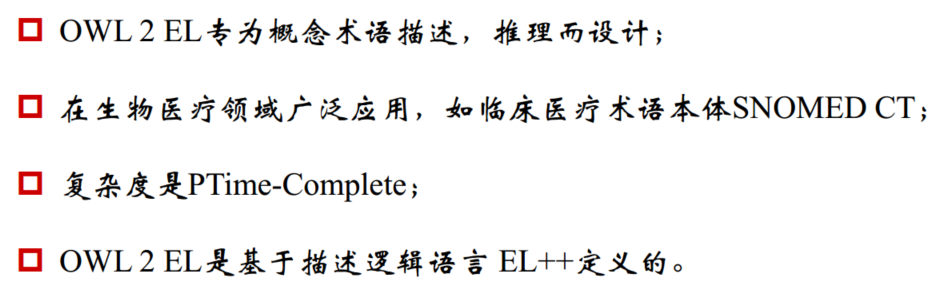 OWL 2 EL专为概念术语描述，推理而设计；
在生物医疗领域广泛应用，如临床医疗术语本体SNOMED CT；
复杂度是PTime-Complete；
OWL 2 EL是基于描述逻辑语言 EL++定义的。